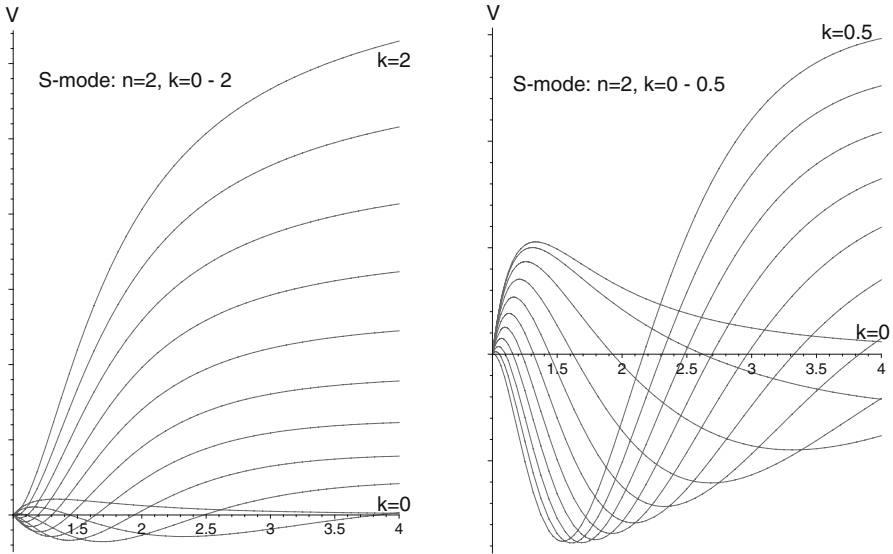 V
k=2
S-mode: n=2, k=0 - 2
k=0
1.5 2 2.5 3 3.5 4
V
k=0.5
S-mode: n=2, k=0 - 0.5
k=0
1.5 2 2.5 3 3.5 4